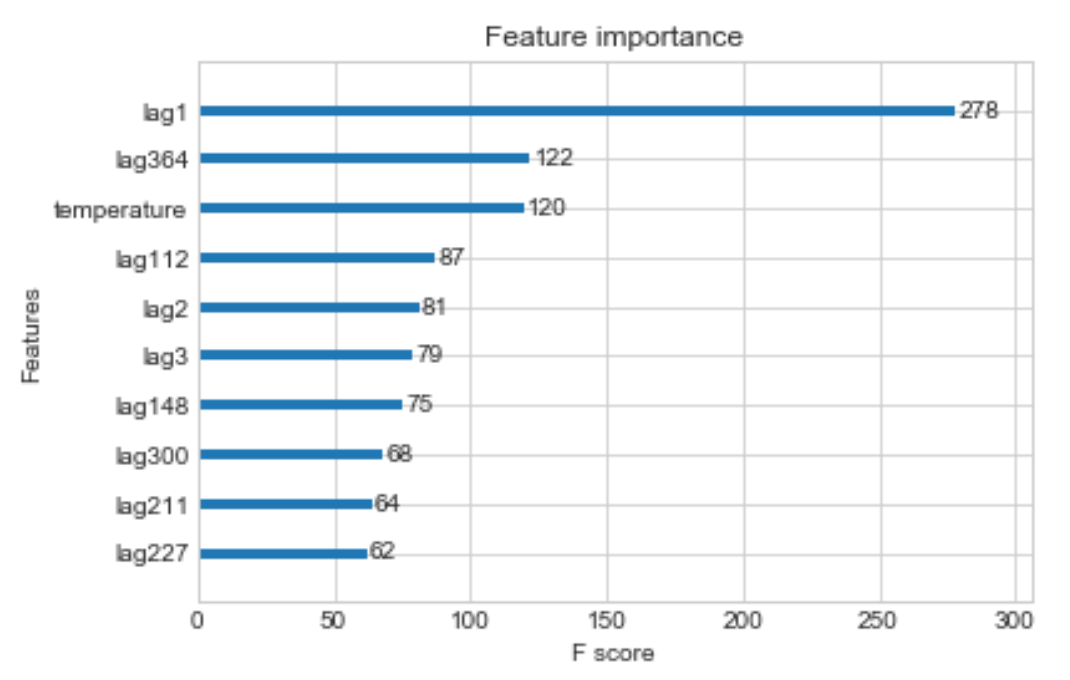 Feature importance
lag1 278
lag364 122
temperature 120
lag112 87
lag2 81
lag3 79
lag148 75
lag300 68
lag211 64
lag227 62
Features
0 50 100 150 200 250 300
F score